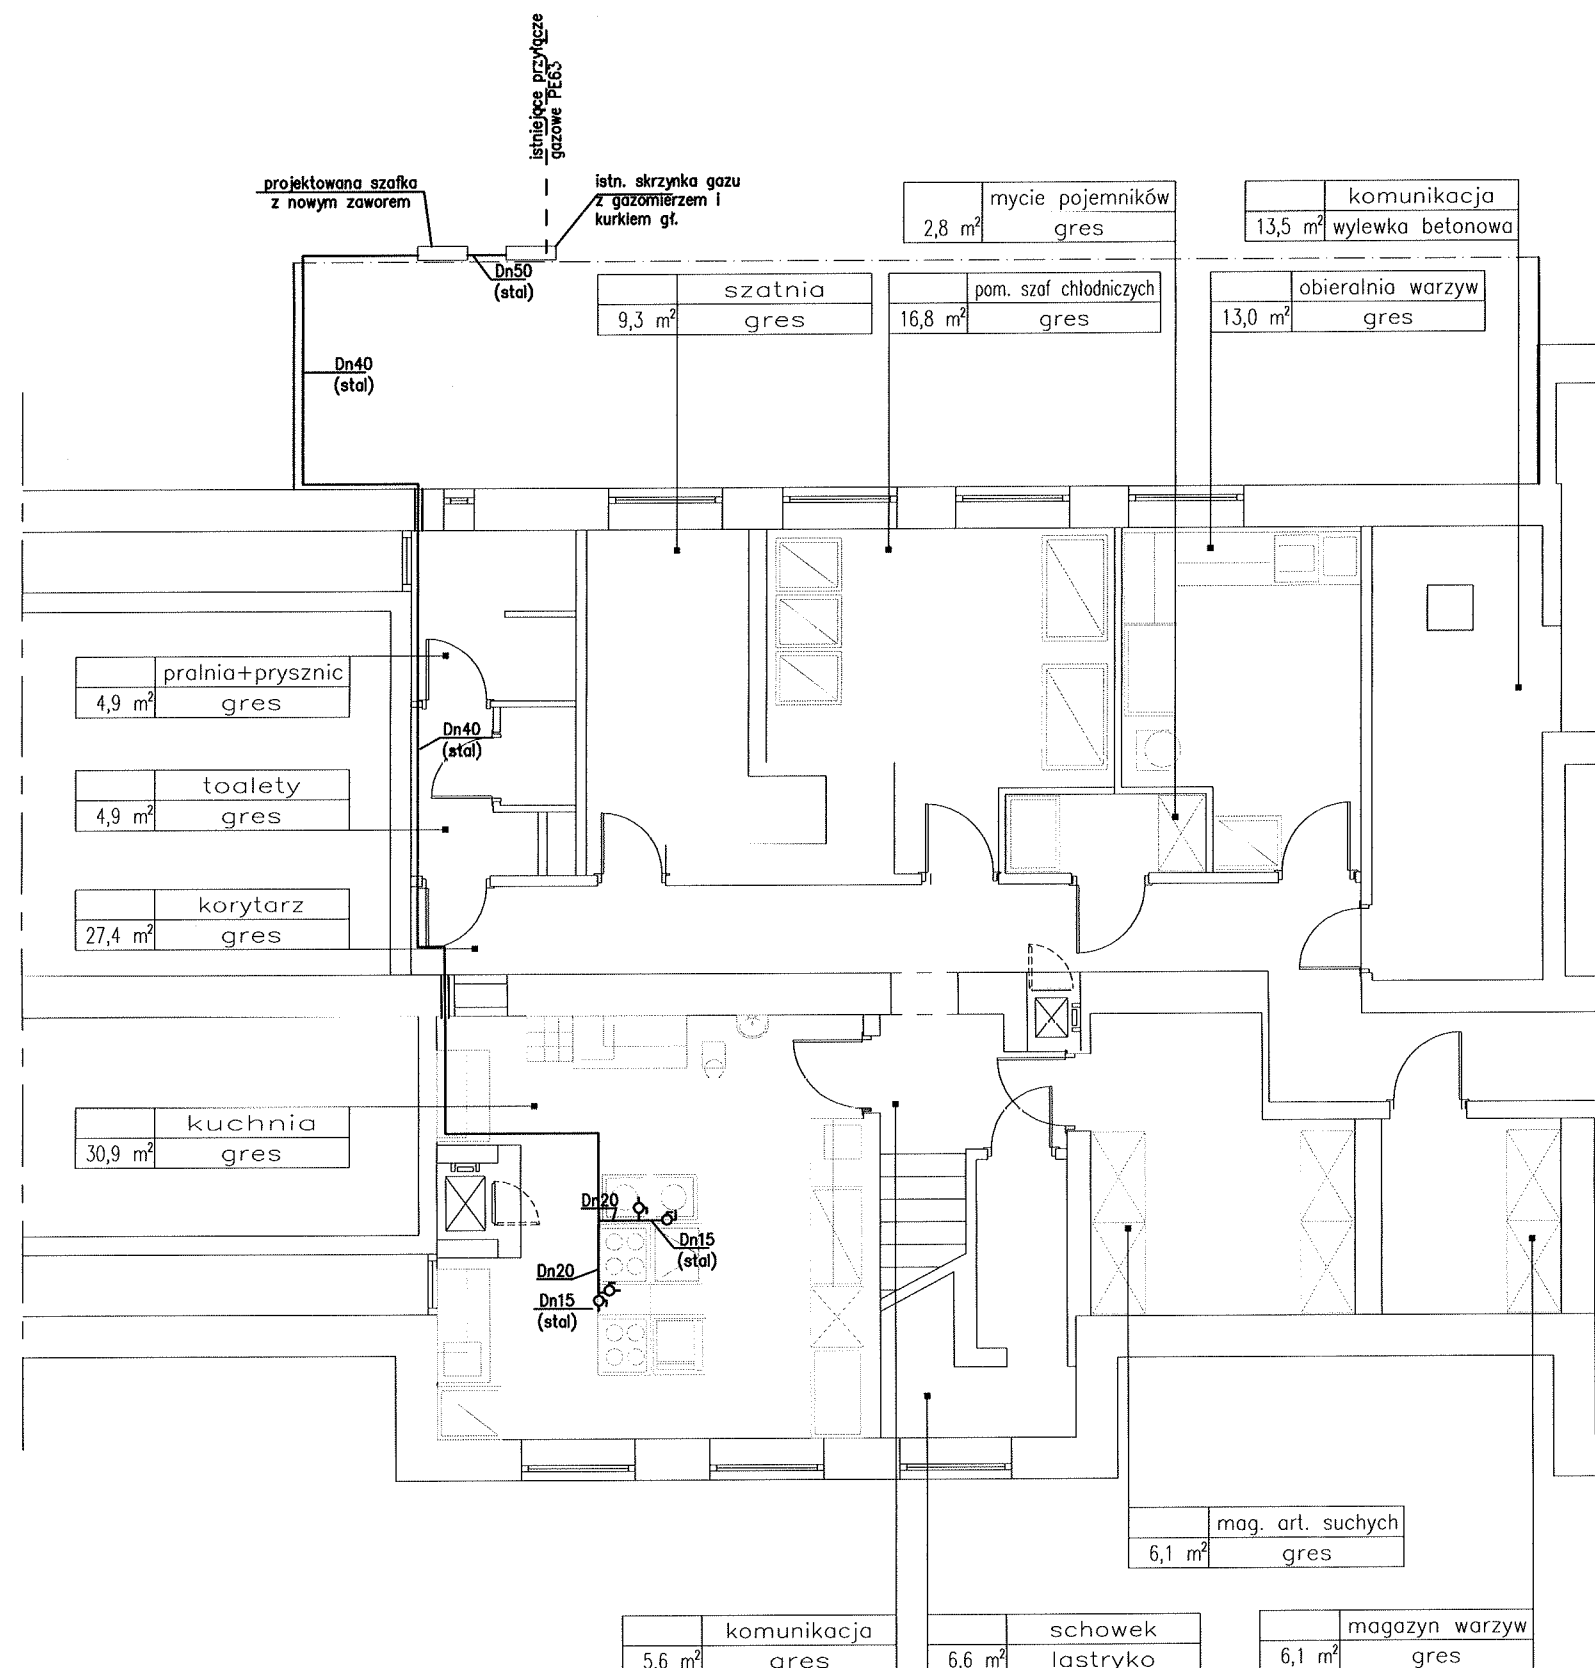 istniejące przyłącze
gazowe PE63
projektowana szafka
z nowym zaworem
istn. skrzynka gazu
z gazomierzem i
kurkiem gł.
Dn50
(stal)
mycie pojemników
2,8 m² gres
komunikacja
13,5 m² wylewka betonowa
szatnia
9,3 m² gres
pom. szaf chłodniczych
16,8 m² gres
obieralnia warzyw
13,0 m² gres
Dn40
(stal)
pralnia+prysznic
4,9 m² gres
Dn40
(stal)
toalety
4,9 m² gres
korytarz
27,4 m² gres
kuchnia
30,9 m² gres
Dn20
Dn15
(stal)
Dn20
Dn15
(stal)
mag. art. suchych
6,1 m² gres
komunikacja
5,6 m² gres
schowek
6,6 m² lastryko
magazyn warzyw
6,1 m² gres